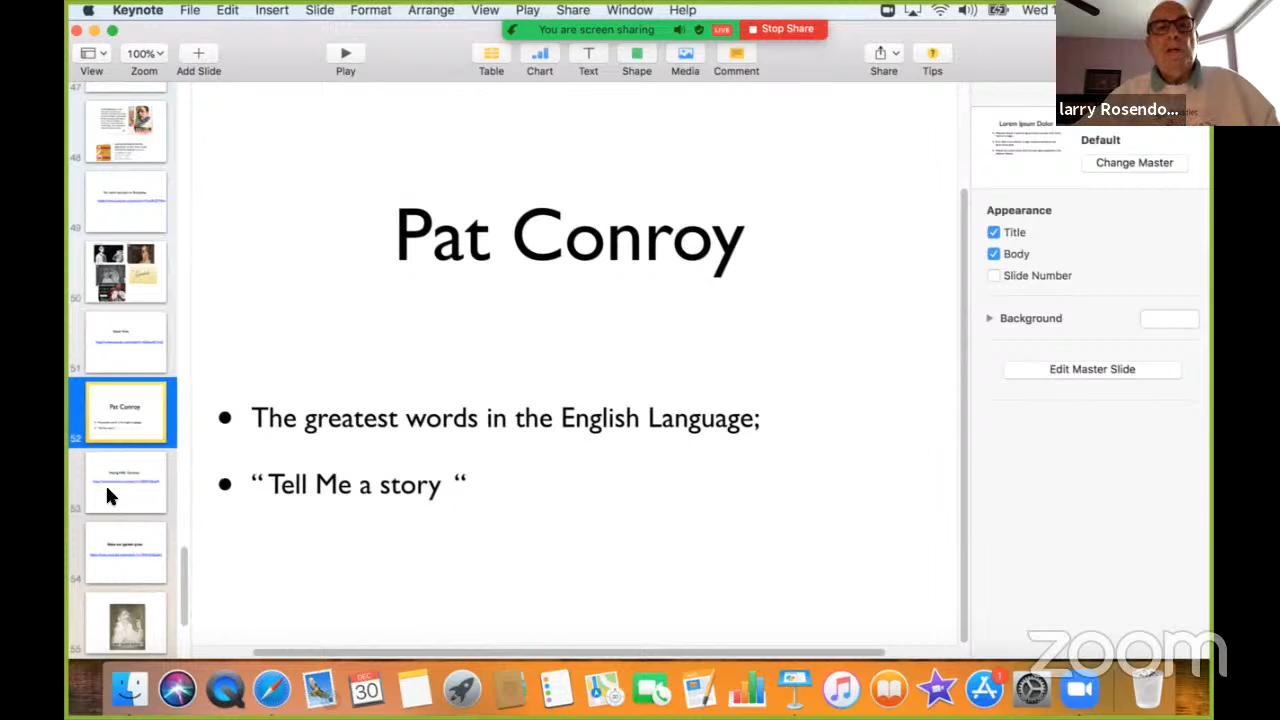 Keynote File Edit Insert Slide Format Arrange View Play Share Window Help Wed
You are screen sharing LIVE Stop Share
100%
View Zoom Add Slide Play Table Chart Text Shape Media Comment Share Tips
larry Rosendo...
47
48
49
50
51
52
53
54
55
Pat Conroy
Pat Conroy
• The greatest words in the English Language;
• “ Tell Me a story “
Lorem Ipsum Dolor
Default
Change Master
Appearance
Title
Body
Slide Number
Background
Edit Master Slide
zoom
DEC
30
1